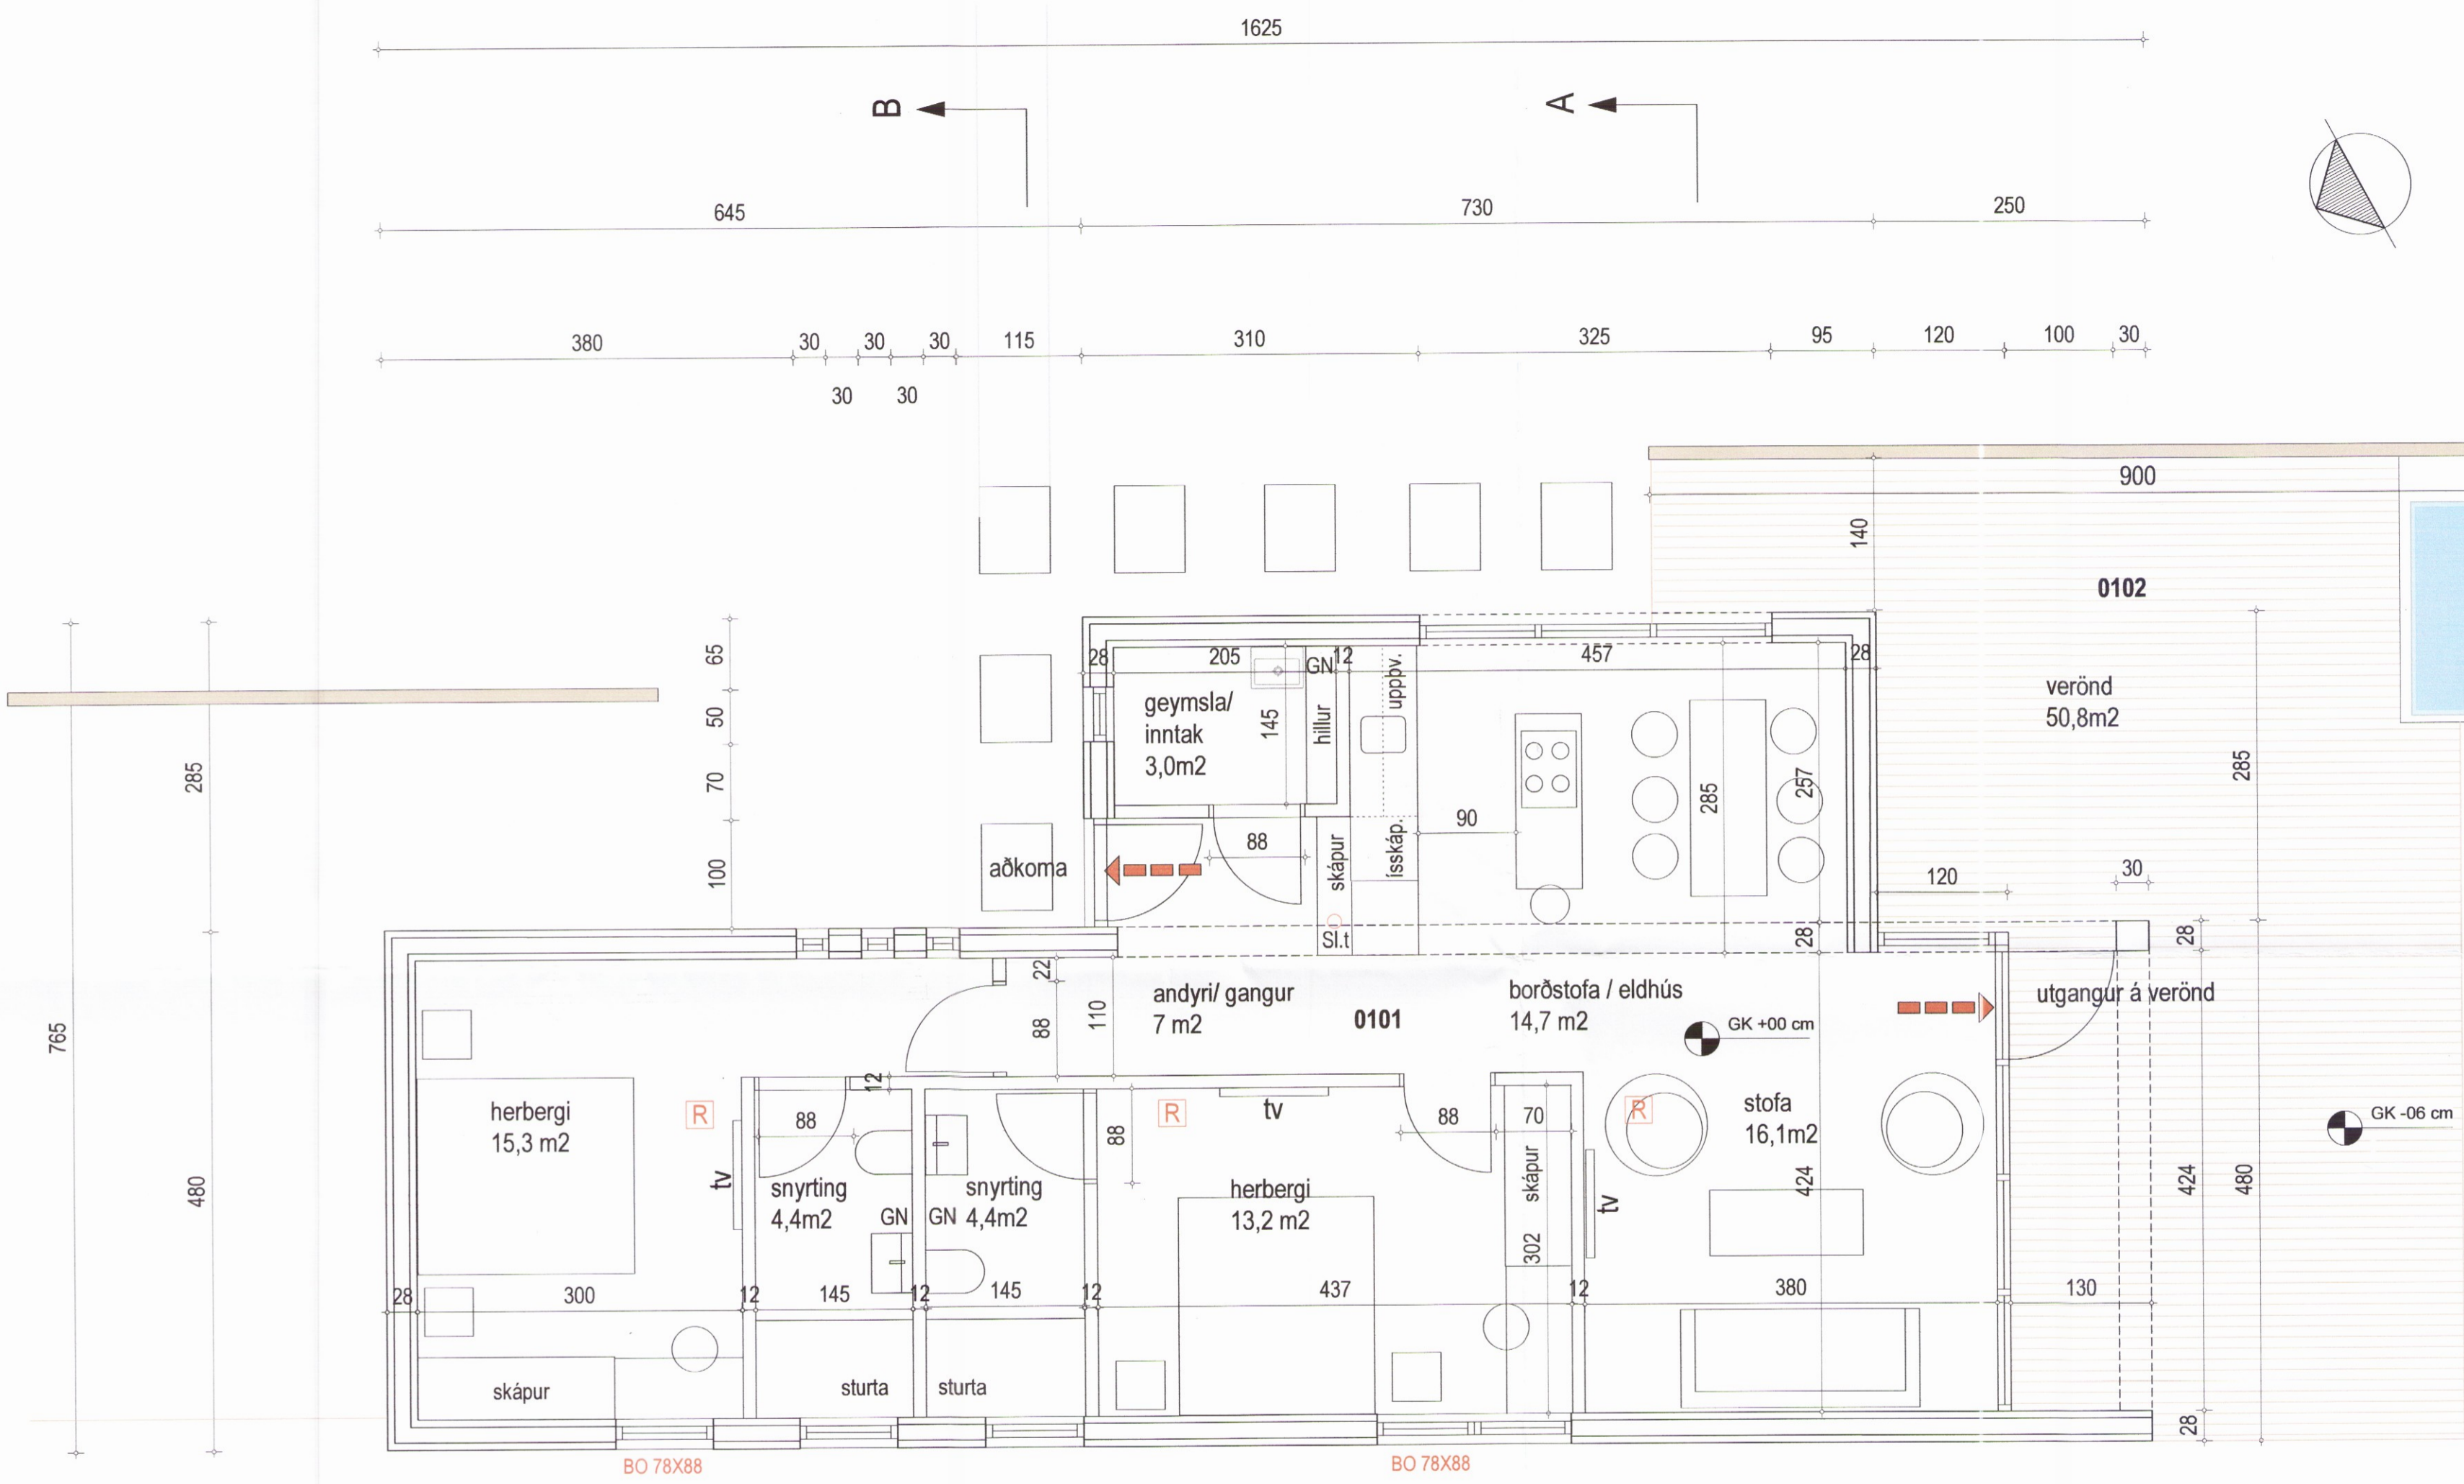 1625
B
A
645
730
250
380
30
30
30
115
310
325
95
120
100
30
30
30
900
140
0102
65
50
70
100
285
765
480
28
205
GN
12
457
28
geymsla/
inntak
3,0m2
145
hillur
upppv.
285
257
verönd
50,8m2
285
90
88
skápur
ísskáp.
aðkoma
120
30
Sl.t
28
28
22
88
110
andyri/ gangur
7 m2
0101
borðstofa / eldhús
14,7 m2
GK +00 cm
utgangur á verönd
12
herbergi
15,3 m2
R
88
88
R
tv
88
70
R
stofa
16,1m2
GK -06 cm
tv
snyrting
4,4m2
GN
GN
snyrting
4,4m2
herbergi
13,2 m2
skápur
302
tv
424
424
480
28
300
12
145
12
145
12
437
12
380
130
skápur
sturta
sturta
28
BO 78X88
BO 78X88